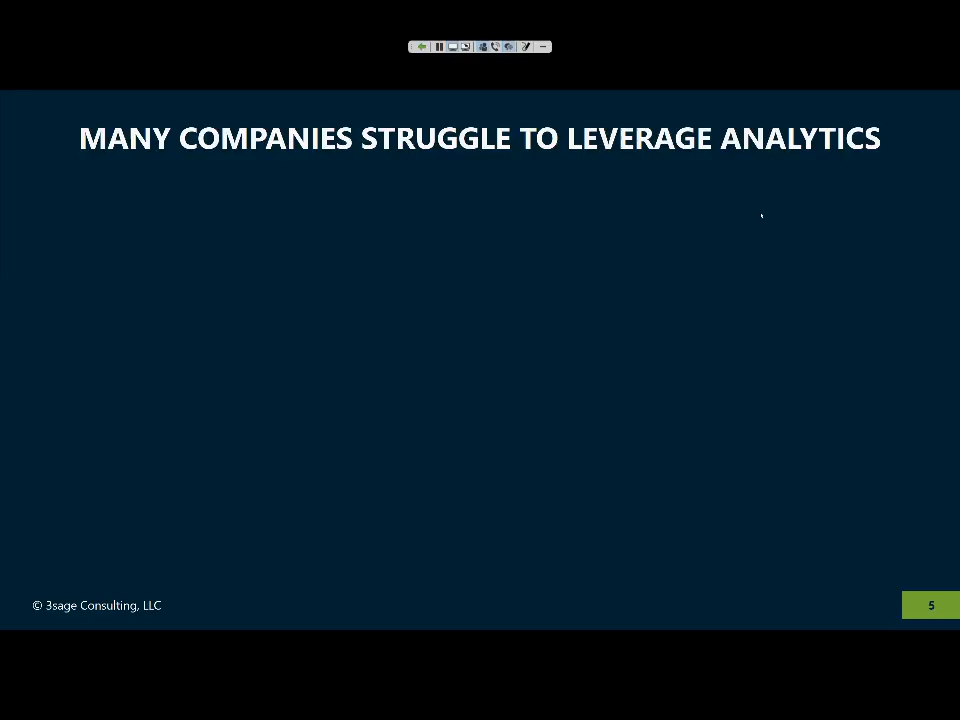 MANY COMPANIES STRUGGLE TO LEVERAGE ANALYTICS
© 3sage Consulting, LLC
5